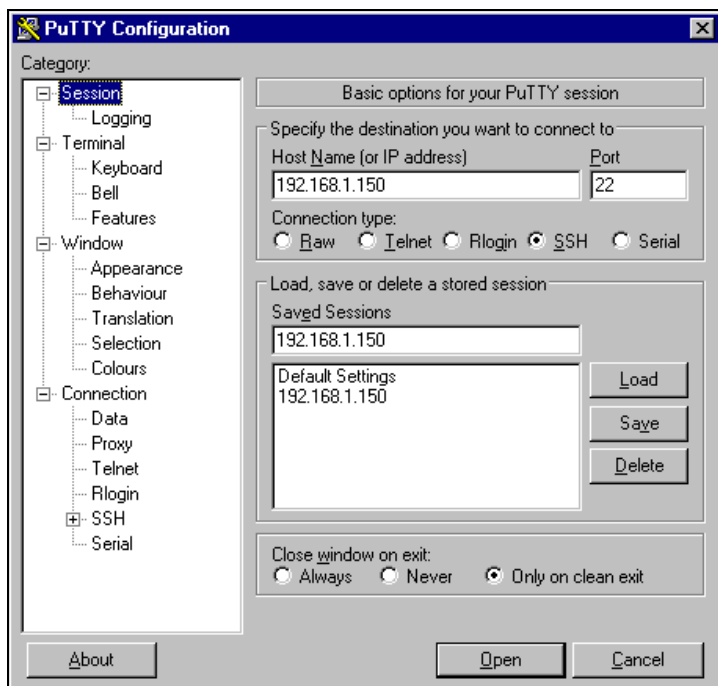 PuTTY Configuration
Category:
Session
Logging
Terminal
Keyboard
Bell
Features
Window
Appearance
Behaviour
Translation
Selection
Colours
Connection
Data
Proxy
Telnet
Rlogin
SSH
Serial
Basic options for your PuTTY session
Specify the destination you want to connect to
Host Name (or IP address) Port
192.168.1.150 22
Connection type:
Raw Telnet Rlogin SSH Serial
Load, save or delete a stored session
Saved Sessions
192.168.1.150
Default Settings
192.168.1.150
Load
Save
Delete
Close window on exit:
Always Never Only on clean exit
About Open Cancel